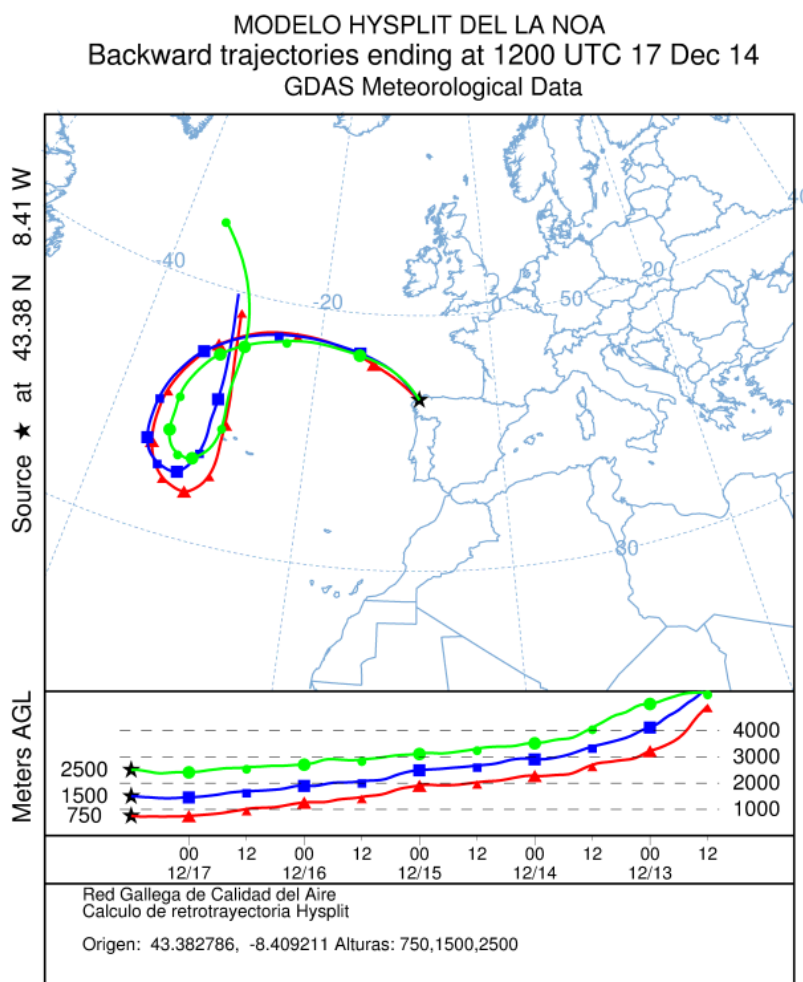 MODELO HYSPLIT DEL LA NOA
Backward trajectories ending at 1200 UTC 17 Dec 14
GDAS Meteorological Data
Source ★ at 43.38 N 8.41 W
-40
-20
20
40
50
30
Meters AGL
2500
1500
750
4000
3000
2000
1000
00 12 00 12 00 12 00 12 00 12
12/17 12/16 12/15 12/14 12/13
Red Gallega de Calidad del Aire
Calculo de retrotrayectoria Hysplit
Origen: 43.382786, -8.409211 Alturas: 750,1500,2500